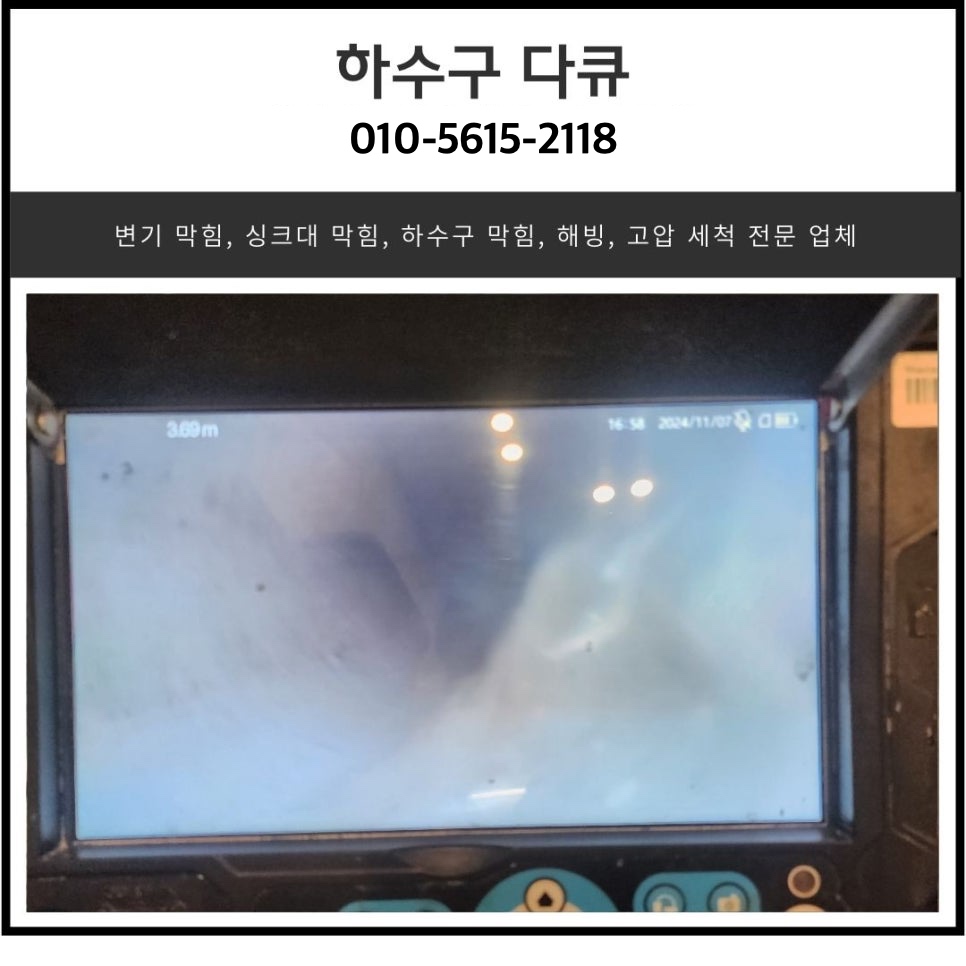 하수구 다큐
010-5615-2118
변기 막힘, 싱크대 막힘, 하수구 막힘, 해빙, 고압 세척 전문 업체
3.69m
16:58 2024/11/07